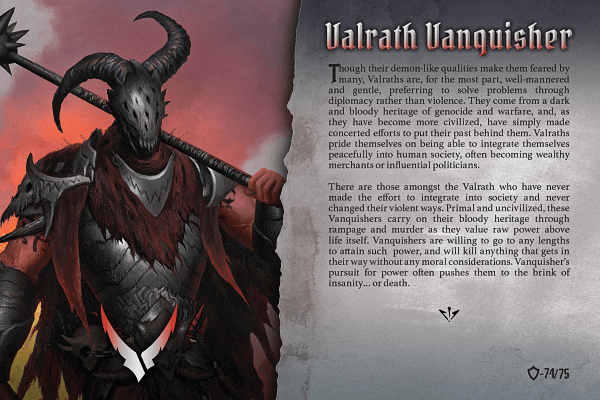 Valrath Vanquisher
Though their demon-like qualities make them feared by
many, Valraths are, for the most part, well-mannered
and gentle, preferring to solve problems through
diplomacy rather than violence. They come from a dark
and bloody heritage of genocide and warfare, and, as
they have become more civilized, have simply made
concerted efforts to put their past behind them. Valraths
pride themselves on being able to integrate themselves
peacefully into human society, often becoming wealthy
merchants or influential politicians.
There are those amongst the Valrath who have never
made the effort to integrate into society and never
changed their violent ways. Primal and uncivilized, these
Vanquishers carry on their bloody heritage through
rampage and murder as they value raw power above
life itself. Vanquishers are willing to go to any lengths
to attain such power, and will kill anything that gets in
their way without any moral considerations. Vanquisher's
pursuit for power often pushes them to the brink of
insanity... or death.
-74/75